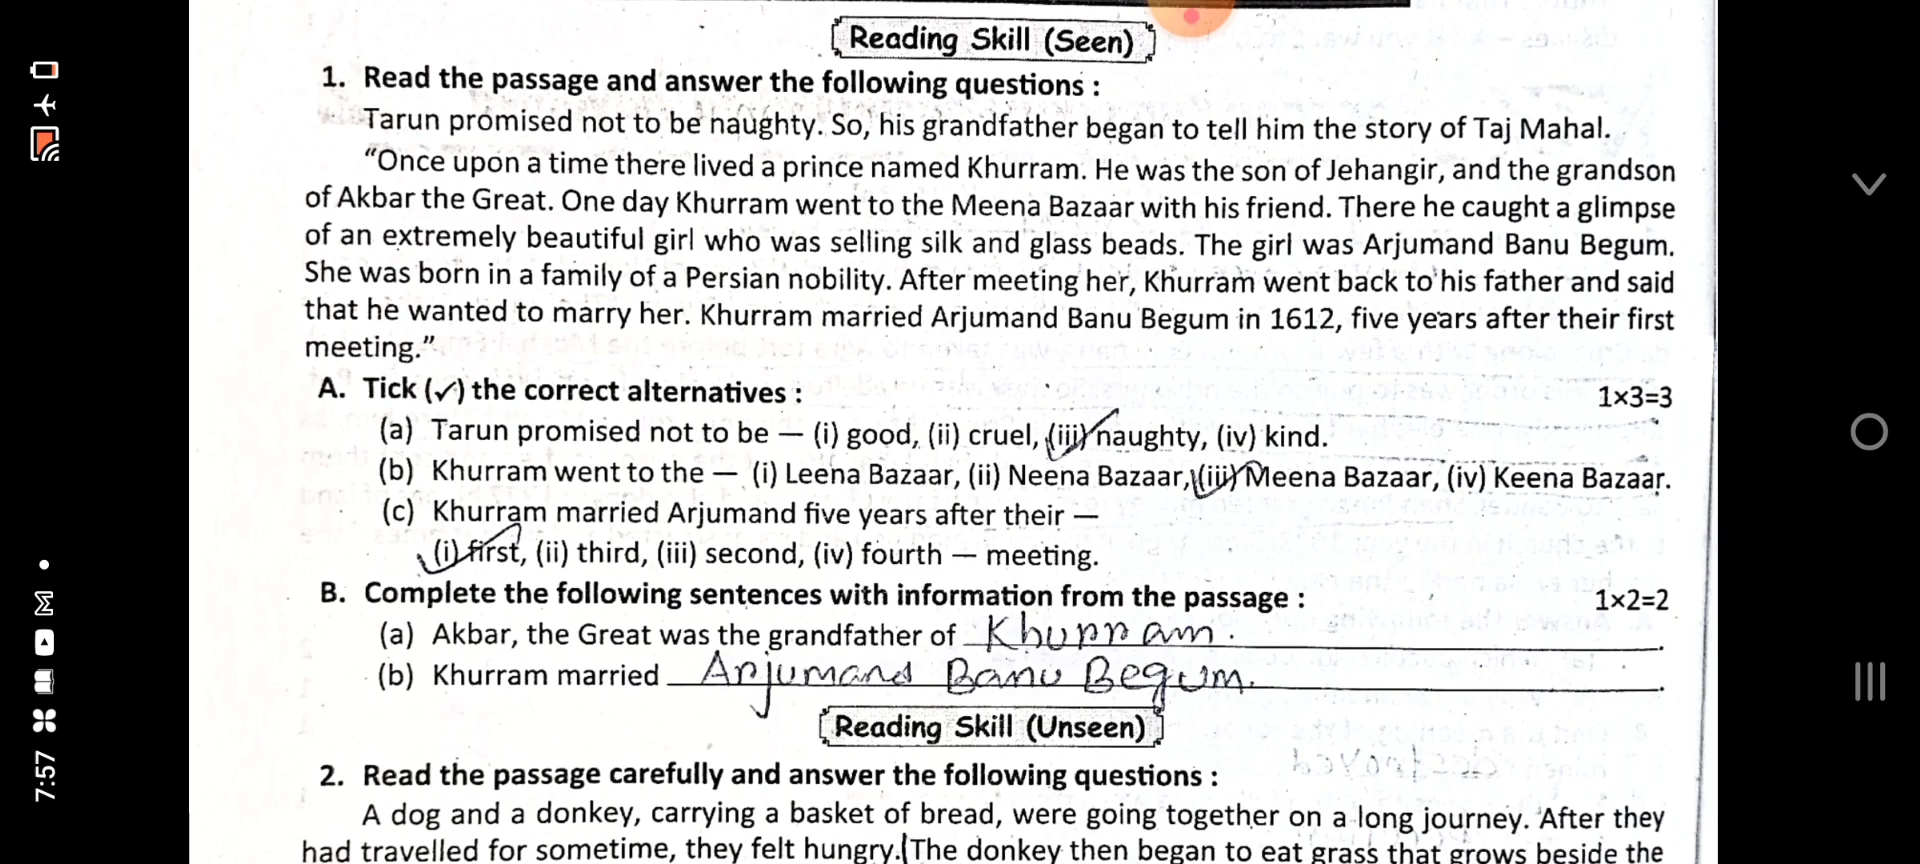 Reading Skill (Seen)
1. Read the passage and answer the following questions :
Tarun promised not to be naughty. So, his grandfather began to tell him the story of Taj Mahal.
“Once upon a time there lived a prince named Khurram. He was the son of Jehangir, and the grandson
of Akbar the Great. One day Khurram went to the Meena Bazaar with his friend. There he caught a glimpse
of an extremely beautiful girl who was selling silk and glass beads. The girl was Arjumand Banu Begum.
She was born in a family of a Persian nobility. After meeting her, Khurram went back to his father and said
that he wanted to marry her. Khurram married Arjumand Banu Begum in 1612, five years after their first
meeting.”
A. Tick (✓) the correct alternatives : 1×3=3
(a) Tarun promised not to be — (i) good, (ii) cruel, (iii) naughty, (iv) kind.
(b) Khurram went to the — (i) Leena Bazaar, (ii) Neena Bazaar, (iii) Meena Bazaar, (iv) Keena Bazaar.
(c) Khurram married Arjumand five years after their —
(i) first, (ii) third, (iii) second, (iv) fourth — meeting.
B. Complete the following sentences with information from the passage : 1×2=2
(a) Akbar, the Great was the grandfather of Khurram.
(b) Khurram married Arjumand Banu Begum.
Reading Skill (Unseen)
2. Read the passage carefully and answer the following questions :
A dog and a donkey, carrying a basket of bread, were going together on a long journey. After they
had travelled for sometime, they felt hungry. The donkey then began to eat grass that grows beside the
7:57